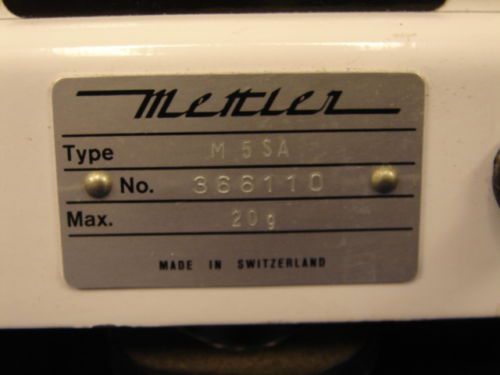 Mettler
Type M 5 SA
No. 366110
Max. 20 g
MADE IN SWITZERLAND